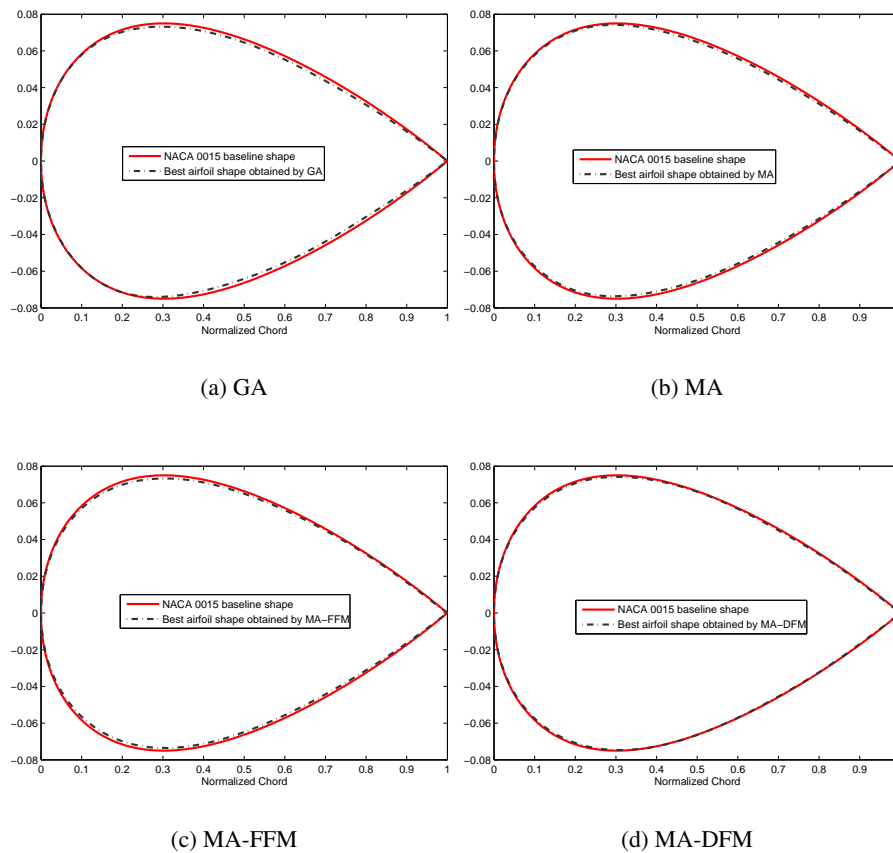 0.08
0.06
0.04
0.02
0
−0.02
−0.04
−0.06
−0.08
0 0.1 0.2 0.3 0.4 0.5 0.6 0.7 0.8 0.9 1
Normalized Chord
NACA 0015 baseline shape
Best airfoil shape obtained by GA
(a) GA
0.08
0.06
0.04
0.02
0
−0.02
−0.04
−0.06
−0.08
0 0.1 0.2 0.3 0.4 0.5 0.6 0.7 0.8 0.9
Normalized Chord
NACA 0015 baseline shape
Best airfoil shape obtained by MA
(b) MA
0.08
0.06
0.04
0.02
0
−0.02
−0.04
−0.06
−0.08
0 0.1 0.2 0.3 0.4 0.5 0.6 0.7 0.8 0.9 1
Normalized Chord
NACA 0015 baseline shape
Best airfoil shape obtained by MA−FFM
(c) MA-FFM
0.08
0.06
0.04
0.02
0
−0.02
−0.04
−0.06
−0.08
0 0.1 0.2 0.3 0.4 0.5 0.6 0.7 0.8 0.9
Normalized Chord
NACA 0015 baseline shape
Best airfoil shape obtained by MA−DFM
(d) MA-DFM